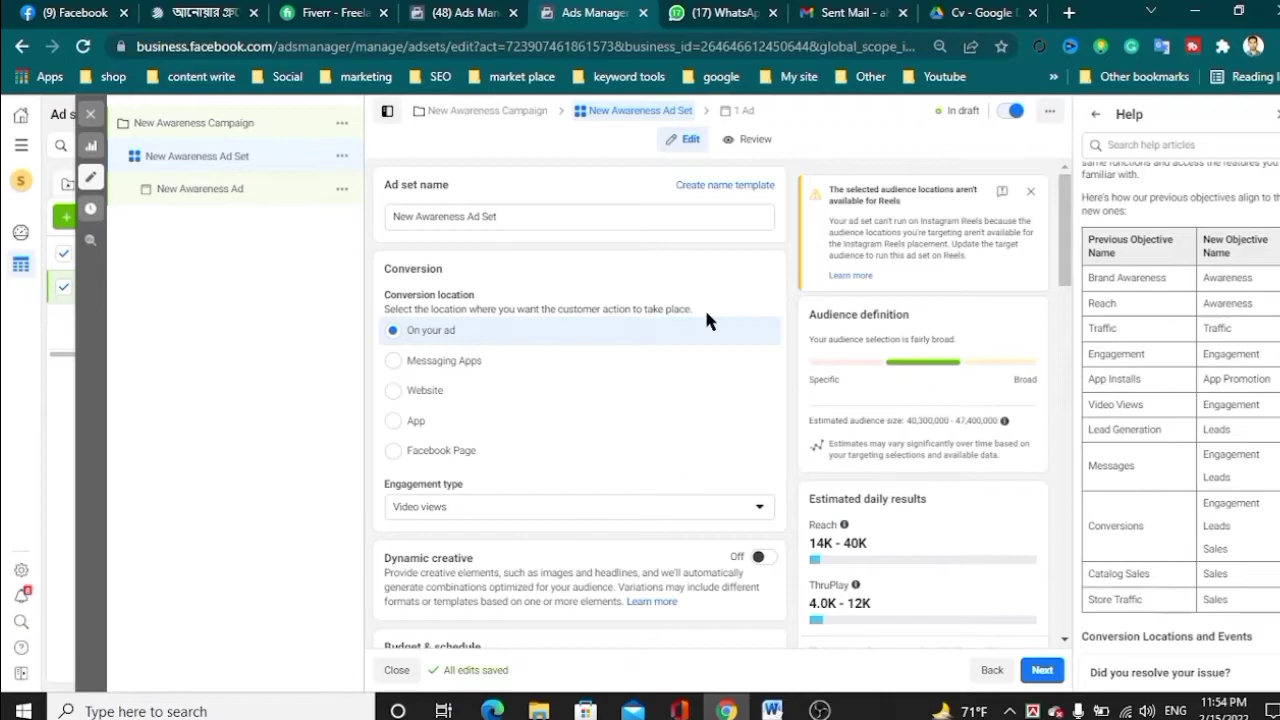 (1) Facebook
আনোয়ার
Fiverr - Freela
(48) Ads Man
Ads Manager
(17) WhatsAp
Sent Mail - a
Cv - Google D
business.facebook.com/adsmanager/manage/adsets/edit?act=723907461861573&business_id=264646612450644&global_scope_i...
Apps
shop
content write
Social
marketing
SEO
market place
keyword tools
google
My site
Other
Youtube
»
Other bookmarks
Reading
Ad s
New Awareness Campaign
New Awareness Ad Set
New Awareness Ad
New Awareness Campaign > New Awareness Ad Set > 1 Ad
In draft
Edit
Review
Ad set name
Create name template
New Awareness Ad Set
Conversion
Conversion location
Select the location where you want the customer action to take place.
On your ad
Messaging Apps
Website
App
Facebook Page
Engagement type
Video views
Dynamic creative
Off
Provide creative elements, such as images and headlines, and we'll automatically
generate combinations optimized for your audience. Variations may include different
formats or templates based on one or more elements. Learn more
Budget & schedule
Close
All edits saved
Back
Next
The selected audience locations aren't
available for Reels
Your ad set can't run on Instagram Reels because the
audience locations you're targeting aren't available for
the Instagram Reels placement. Update the target
audience to run this ad set on Reels.
Learn more
Audience definition
Your audience selection is fairly broad.
Specific
Broad
Estimated audience size: 40,300,000 - 47,400,000
Estimates may vary significantly over time based on
your targeting selections and available data.
Estimated daily results
Reach
14K - 40K
ThruPlay
4.0K - 12K
Help
Search help articles
same functions and access the features you
familiar with.
Here's how our previous objectives align to th
new ones:
Previous Objective
Name
New Objective
Name
Brand Awareness
Awareness
Reach
Awareness
Traffic
Traffic
Engagement
Engagement
App Installs
App Promotion
Video Views
Engagement
Lead Generation
Leads
Messages
Engagement
Leads
Conversions
Engagement
Leads
Sales
Catalog Sales
Sales
Store Traffic
Sales
Conversion Locations and Events
Did you resolve your issue?
Type here to search
71°F
ENG
11:54 PM